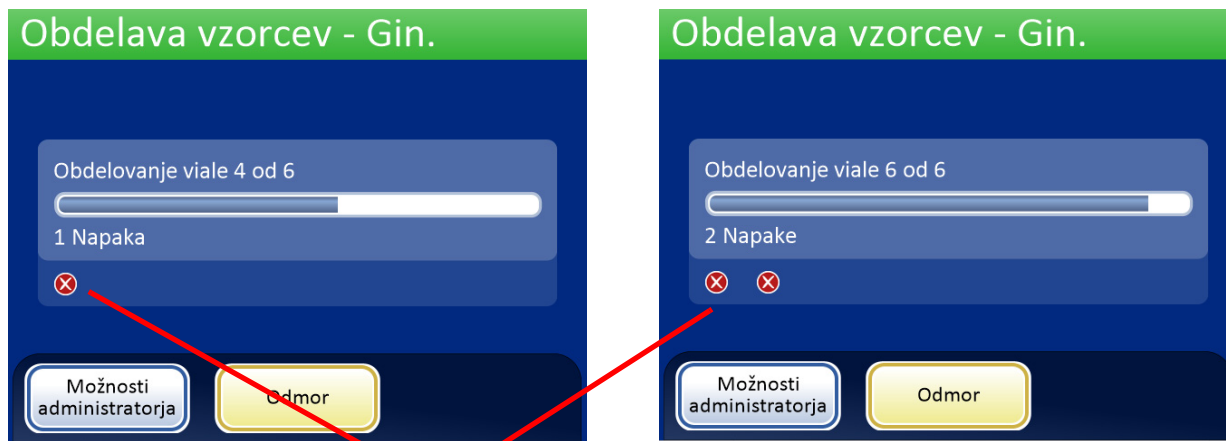 Obdelava vzorcev - Gin.
Obdelovanje viale 4 od 6
1 Napaka
Možnosti
administratorja
Odmor
Obdelava vzorcev - Gin.
Obdelovanje viale 6 od 6
2 Napake
Možnosti
administratorja
Odmor